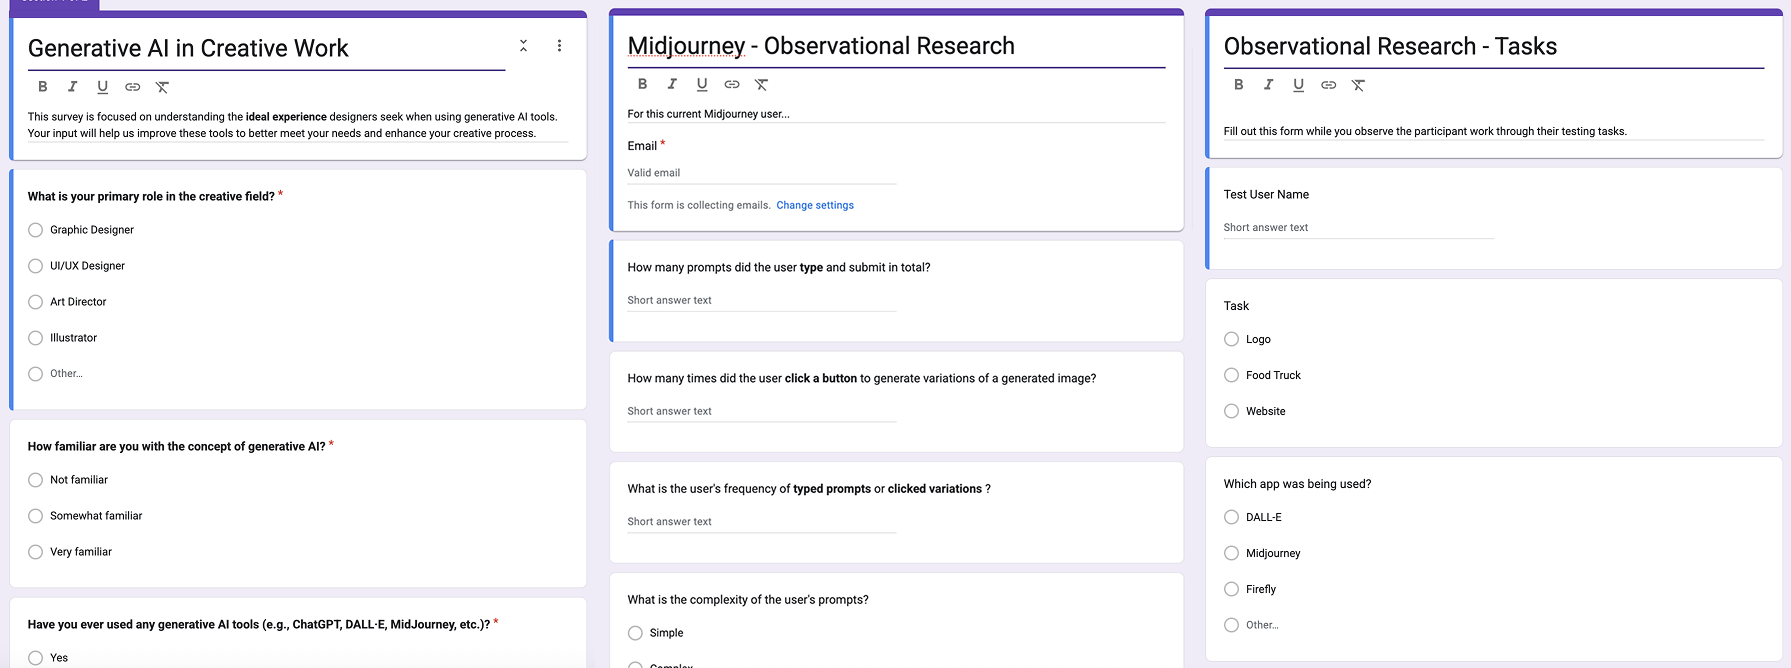 Generative AI in Creative Work
B I U
This survey is focused on understanding the ideal experience designers seek when using generative AI tools.
Your input will help us improve these tools to better meet your needs and enhance your creative process.
What is your primary role in the creative field? *
Graphic Designer
UI/UX Designer
Art Director
Illustrator
Other...
How familiar are you with the concept of generative AI? *
Not familiar
Somewhat familiar
Very familiar
Have you ever used any generative AI tools (e.g., ChatGPT, DALL·E, MidJourney, etc.)? *
Yes
Midjourney - Observational Research
B I U
For this current Midjourney user...
Email *
Valid email
This form is collecting emails. Change settings
How many prompts did the user type and submit in total?
Short answer text
How many times did the user click a button to generate variations of a generated image?
Short answer text
What is the user's frequency of typed prompts or clicked variations ?
Short answer text
What is the complexity of the user's prompts?
Simple
Complex
Observational Research - Tasks
B I U
Fill out this form while you observe the participant work through their testing tasks.
Test User Name
Short answer text
Task
Logo
Food Truck
Website
Which app was being used?
DALL-E
Midjourney
Firefly
Other...